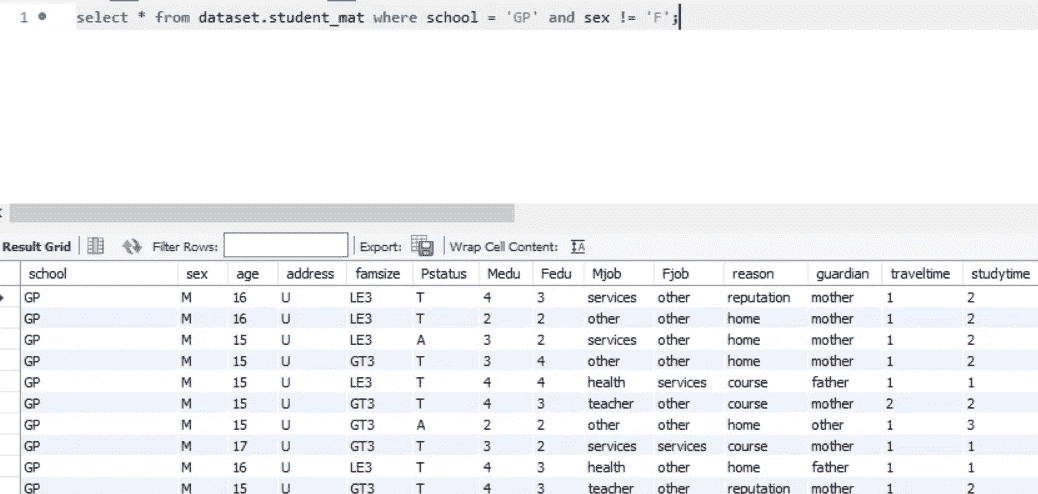 1 select * from dataset.student_mat where school = 'GP' and sex != 'F';
Result Grid Filter Rows: Export: Wrap Cell Content: IA
school sex age address famsize Pstatus Medu Fedu Mjob Fjob reason guardian traveltime studytime
GP M 16 U LE3 T 4 3 services other reputation mother 1 2
GP M 16 U LE3 T 2 2 other other home mother 1 2
GP M 15 U LE3 A 3 2 services other home mother 1 2
GP M 15 U GT3 T 3 4 other other home mother 1 2
GP M 15 U LE3 T 4 4 health services course father 1 1
GP M 15 U GT3 T 4 3 teacher other course mother 2 2
GP M 15 U GT3 A 2 2 other other home other 1 3
GP M 17 U GT3 T 3 2 services services course mother 1 1
GP M 16 U LE3 T 4 3 health other home father 1 1
GP M 15 U GT3 T 4 3 teacher other reputation mother 1 2